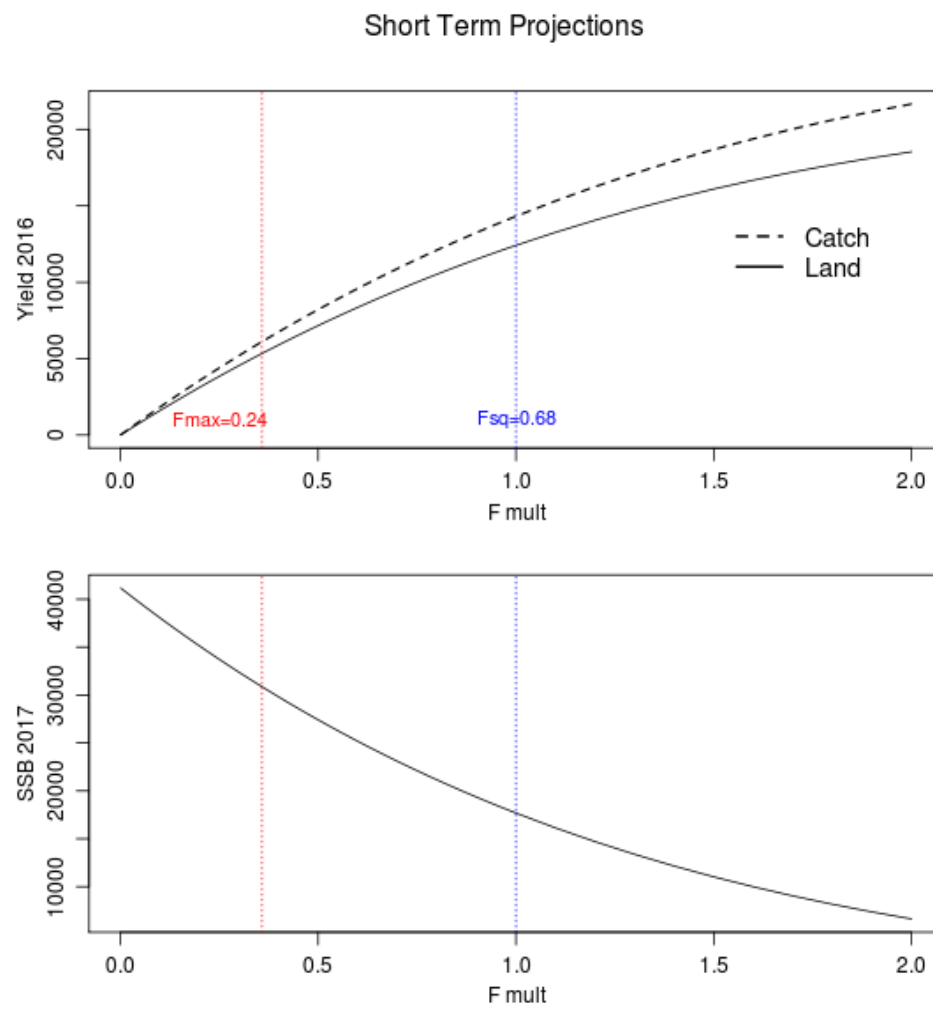 Short Term Projections
Yield 2016
20000
10000
5000
0
Catch
Land
Fmax=0.24
Fsq=0.68
0.0 0.5 1.0 1.5 2.0
F mult
SSB 2017
40000
30000
20000
10000
0.0 0.5 1.0 1.5 2.0
F mult